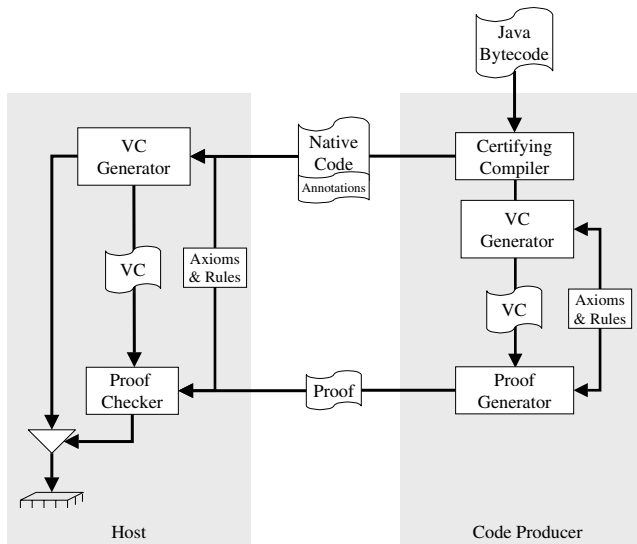 Java
Bytecode
VC
Generator
Native
Code
Annotations
Certifying
Compiler
VC
Generator
VC
Axioms
& Rules
VC
Axioms
& Rules
Proof
Checker
Proof
Proof
Generator
Host
Code Producer